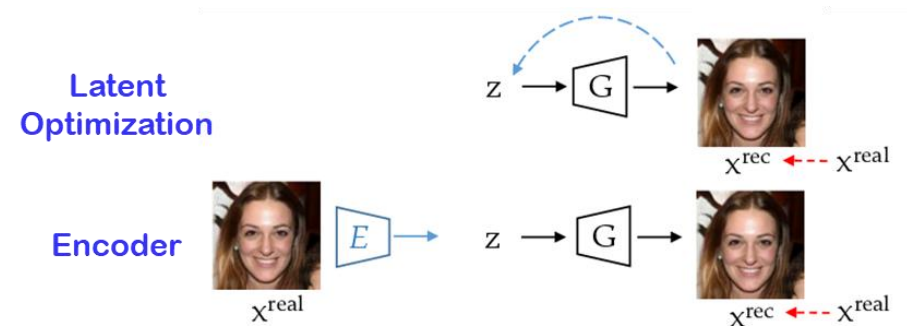 Latent
Optimization
z G
x^rec x^real
Encoder
E z G
x^real
x^rec x^real